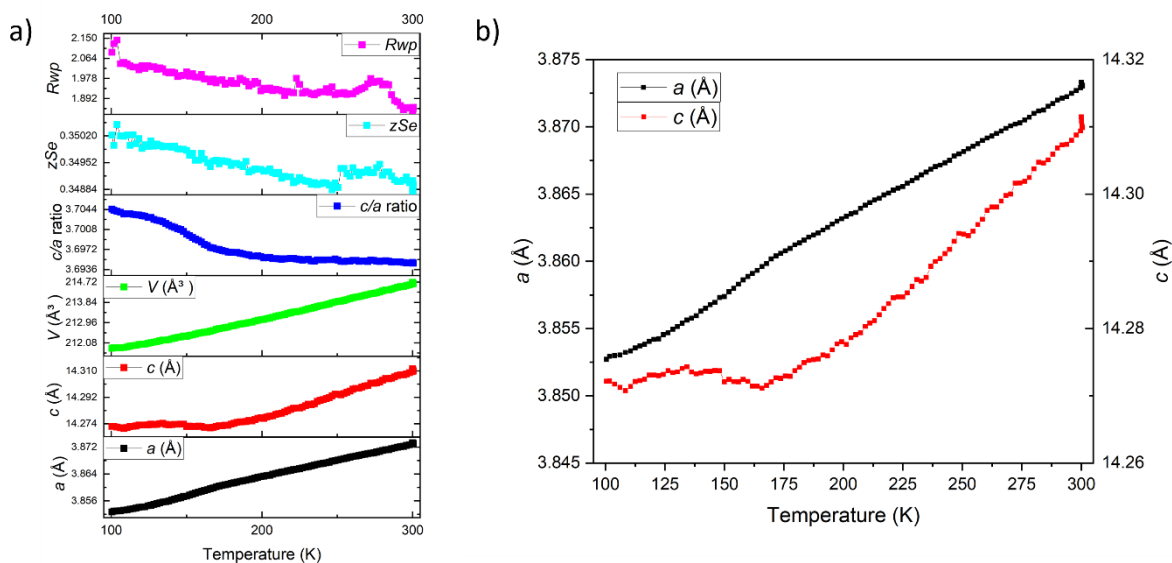 a)
100 200 300
2.150
2.064
1.978
1.892
Rwp
Rwp
0.35020
0.34952
0.34884
zSe
zSe
3.7044
3.7008
3.6972
3.6936
c/a ratio
c/a ratio
214.72
213.84
212.96
212.08
V (Å³)
V (Å³ )
14.310
14.292
14.274
c (Å)
c (Å)
3.872
3.864
3.856
a (Å)
a (Å)
100 200 300
Temperature (K)
b)
3.875
3.870
3.865
3.860
3.855
3.850
3.845
a (Å)
a (Å)
c (Å)
14.32
14.30
14.28
14.26
c (Å)
100 125 150 175 200 225 250 275 300
Temperature (K)